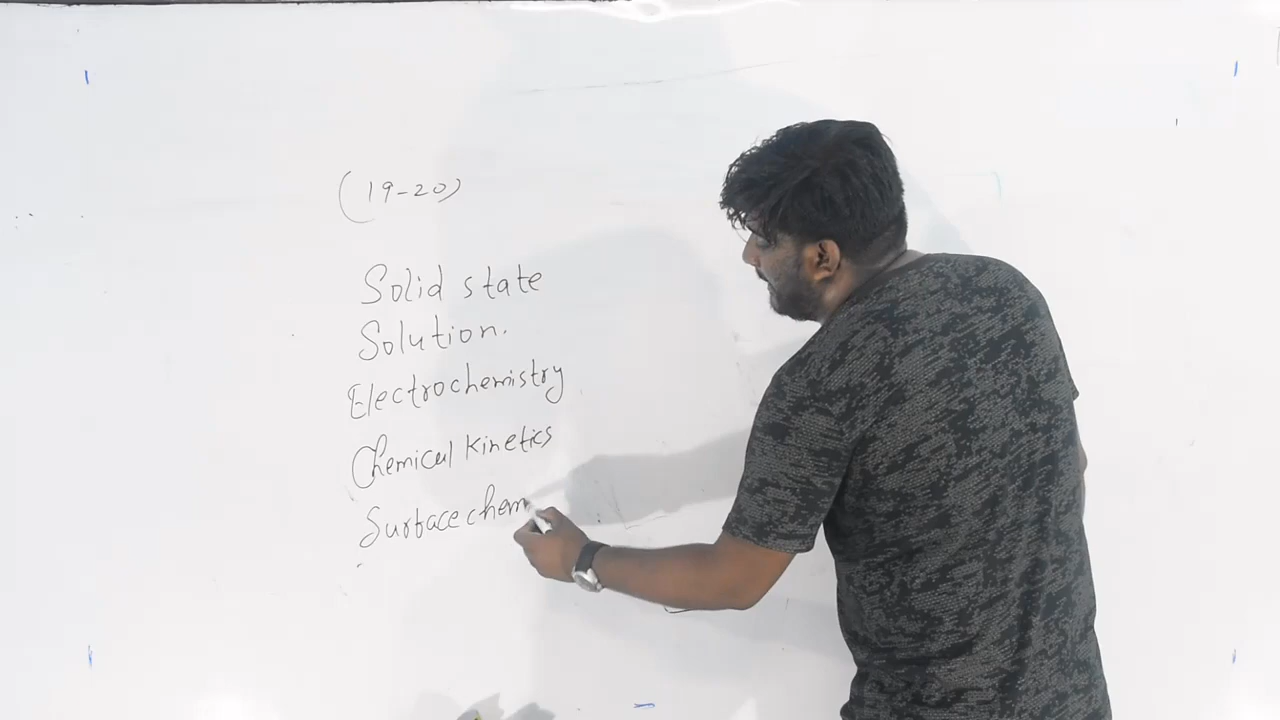 (19-20)
Solid state
Solution.
Electrochemistry
Chemical kinetics
Surface chem